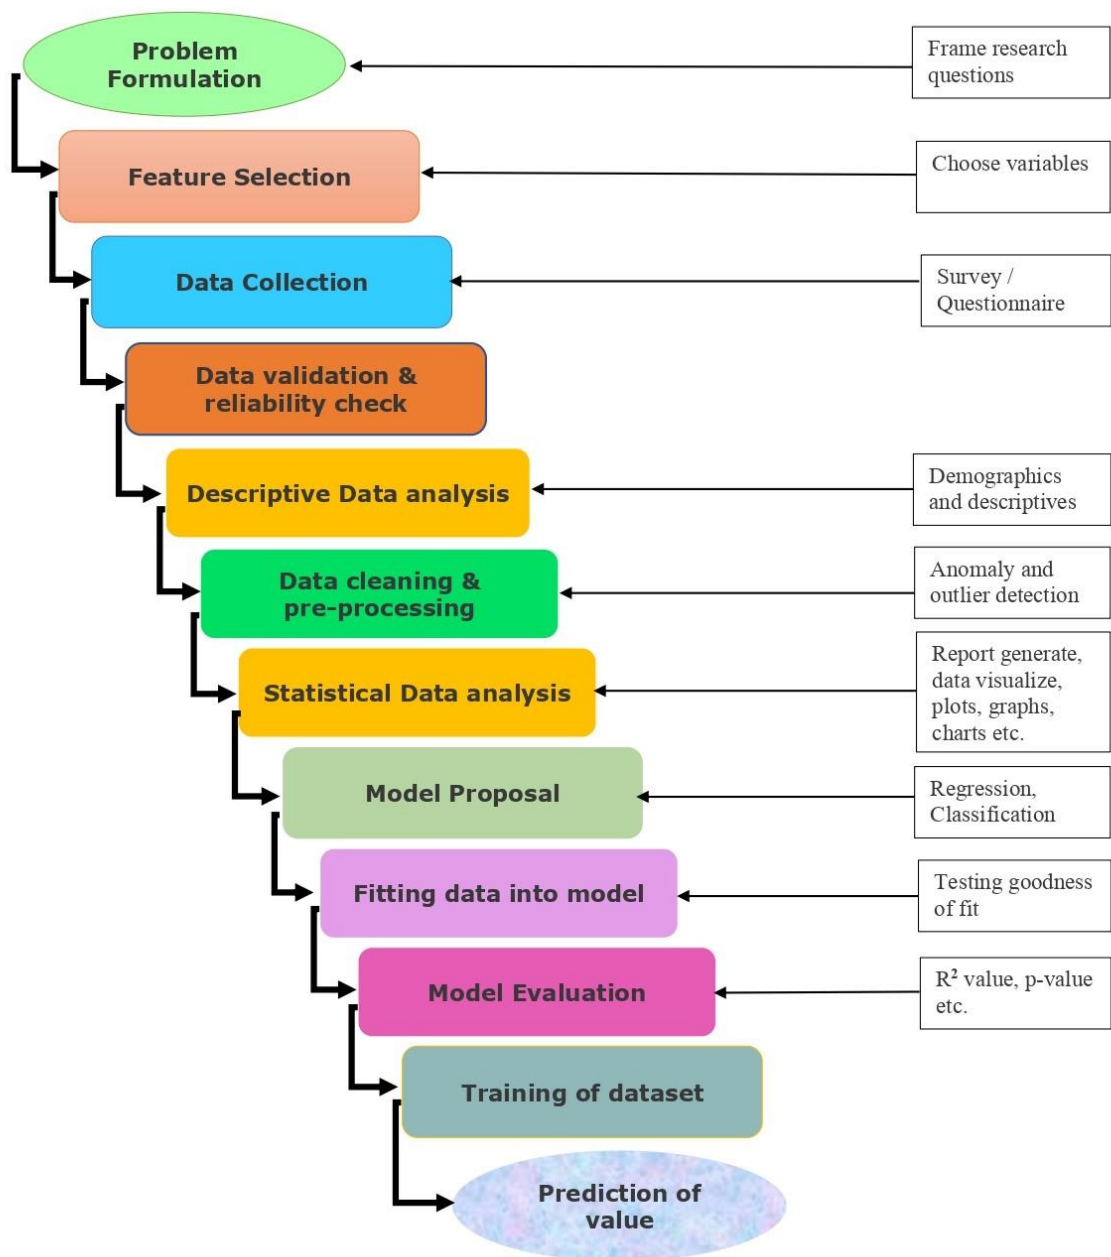 Problem
Formulation
Frame research
questions
Feature Selection
Choose variables
Data Collection
Survey /
Questionnaire
Data validation &
reliability check
Descriptive Data analysis
Demographics
and descriptives
Data cleaning &
pre-processing
Anomaly and
outlier detection
Statistical Data analysis
Report generate,
data visualize,
plots, graphs,
charts etc.
Model Proposal
Regression,
Classification
Fitting data into model
Testing goodness
of fit
Model Evaluation
R² value, p-value
etc.
Training of dataset
Prediction of
value